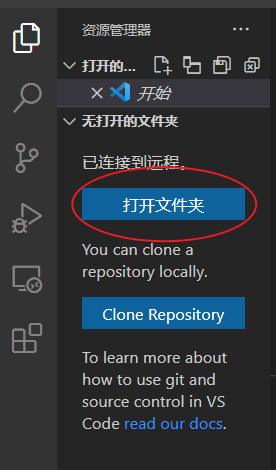 资源管理器
打开的...
开始
无打开的文件夹
已连接到远程。
打开文件夹
You can clone a
repository locally.
Clone Repository
To learn more about
how to use git and
source control in VS
Code read our docs.